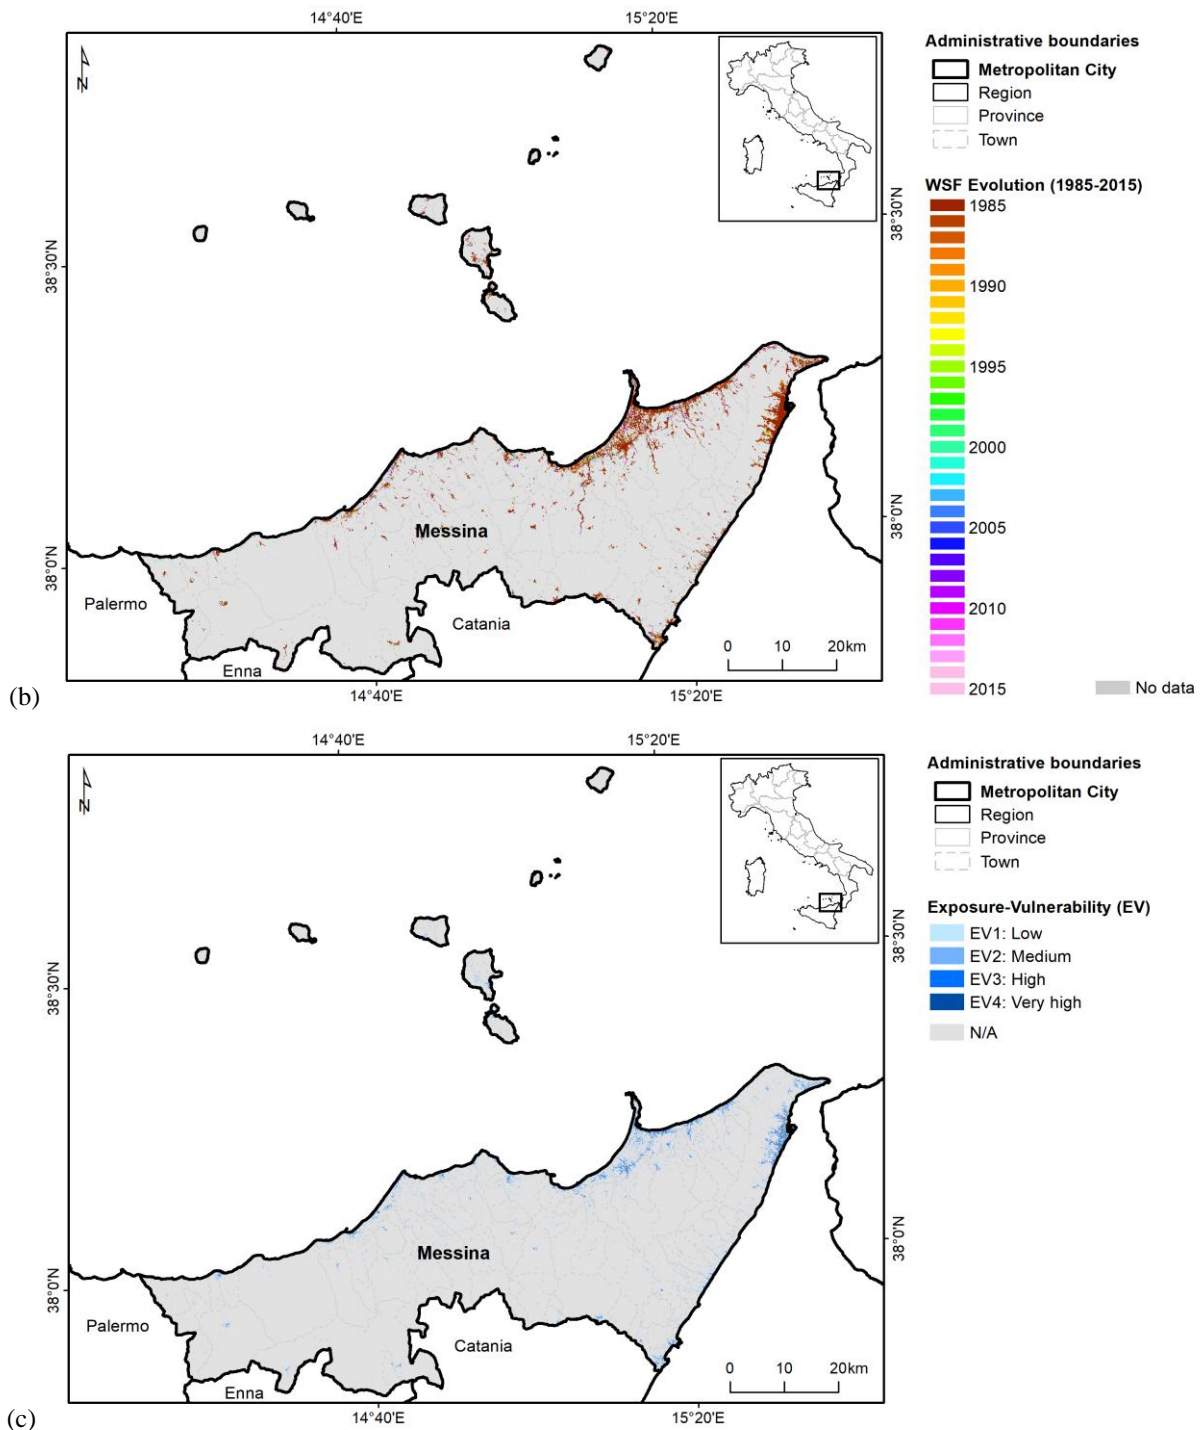 14°40'E 15°20'E
N
38°30'N
38°30'N
38°0'N
38°0'N
Messina
Palermo
Catania
Enna
0 10 20km
14°40'E 15°20'E
(b)
Administrative boundaries
Metropolitan City
Region
Province
Town
WSF Evolution (1985-2015)
1985
1990
1995
2000
2005
2010
2015
No data
14°40'E 15°20'E
N
38°30'N
38°30'N
38°0'N
38°0'N
Messina
Palermo
Catania
Enna
0 10 20km
14°40'E 15°20'E
(c)
Administrative boundaries
Metropolitan City
Region
Province
Town
Exposure-Vulnerability (EV)
EV1: Low
EV2: Medium
EV3: High
EV4: Very high
N/A